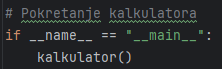 # Pokretanje kalkulatora
if __name__ == "__main__":
    kalkulator()